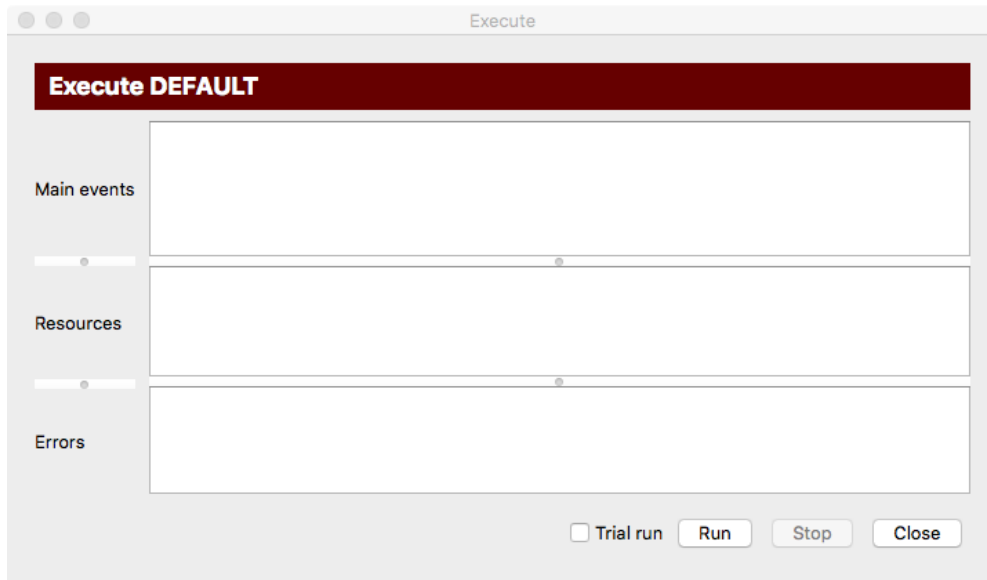 Execute
Execute DEFAULT
Main events
Resources
Errors
Trial run Run Stop Close